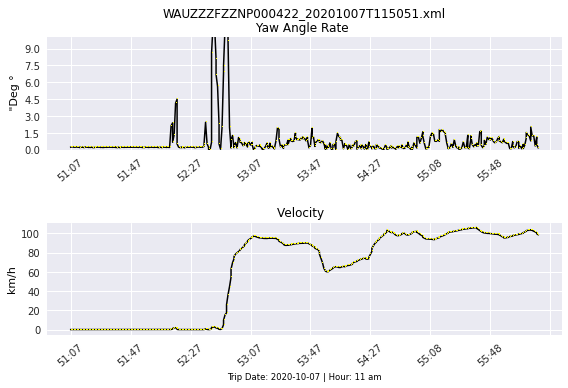 WAUZZZFZZNP000422_20201007T115051.xml
Yaw Angle Rate
"Deg °
9.0
7.5
6.0
4.5
3.0
1.5
0.0
51:07 51:47 52:27 53:07 53:47 54:27 55:08 55:48
Velocity
km/h
100
80
60
40
20
0
51:07 51:47 52:27 53:07 53:47 54:27 55:08 55:48
Trip Date: 2020-10-07 | Hour: 11 am